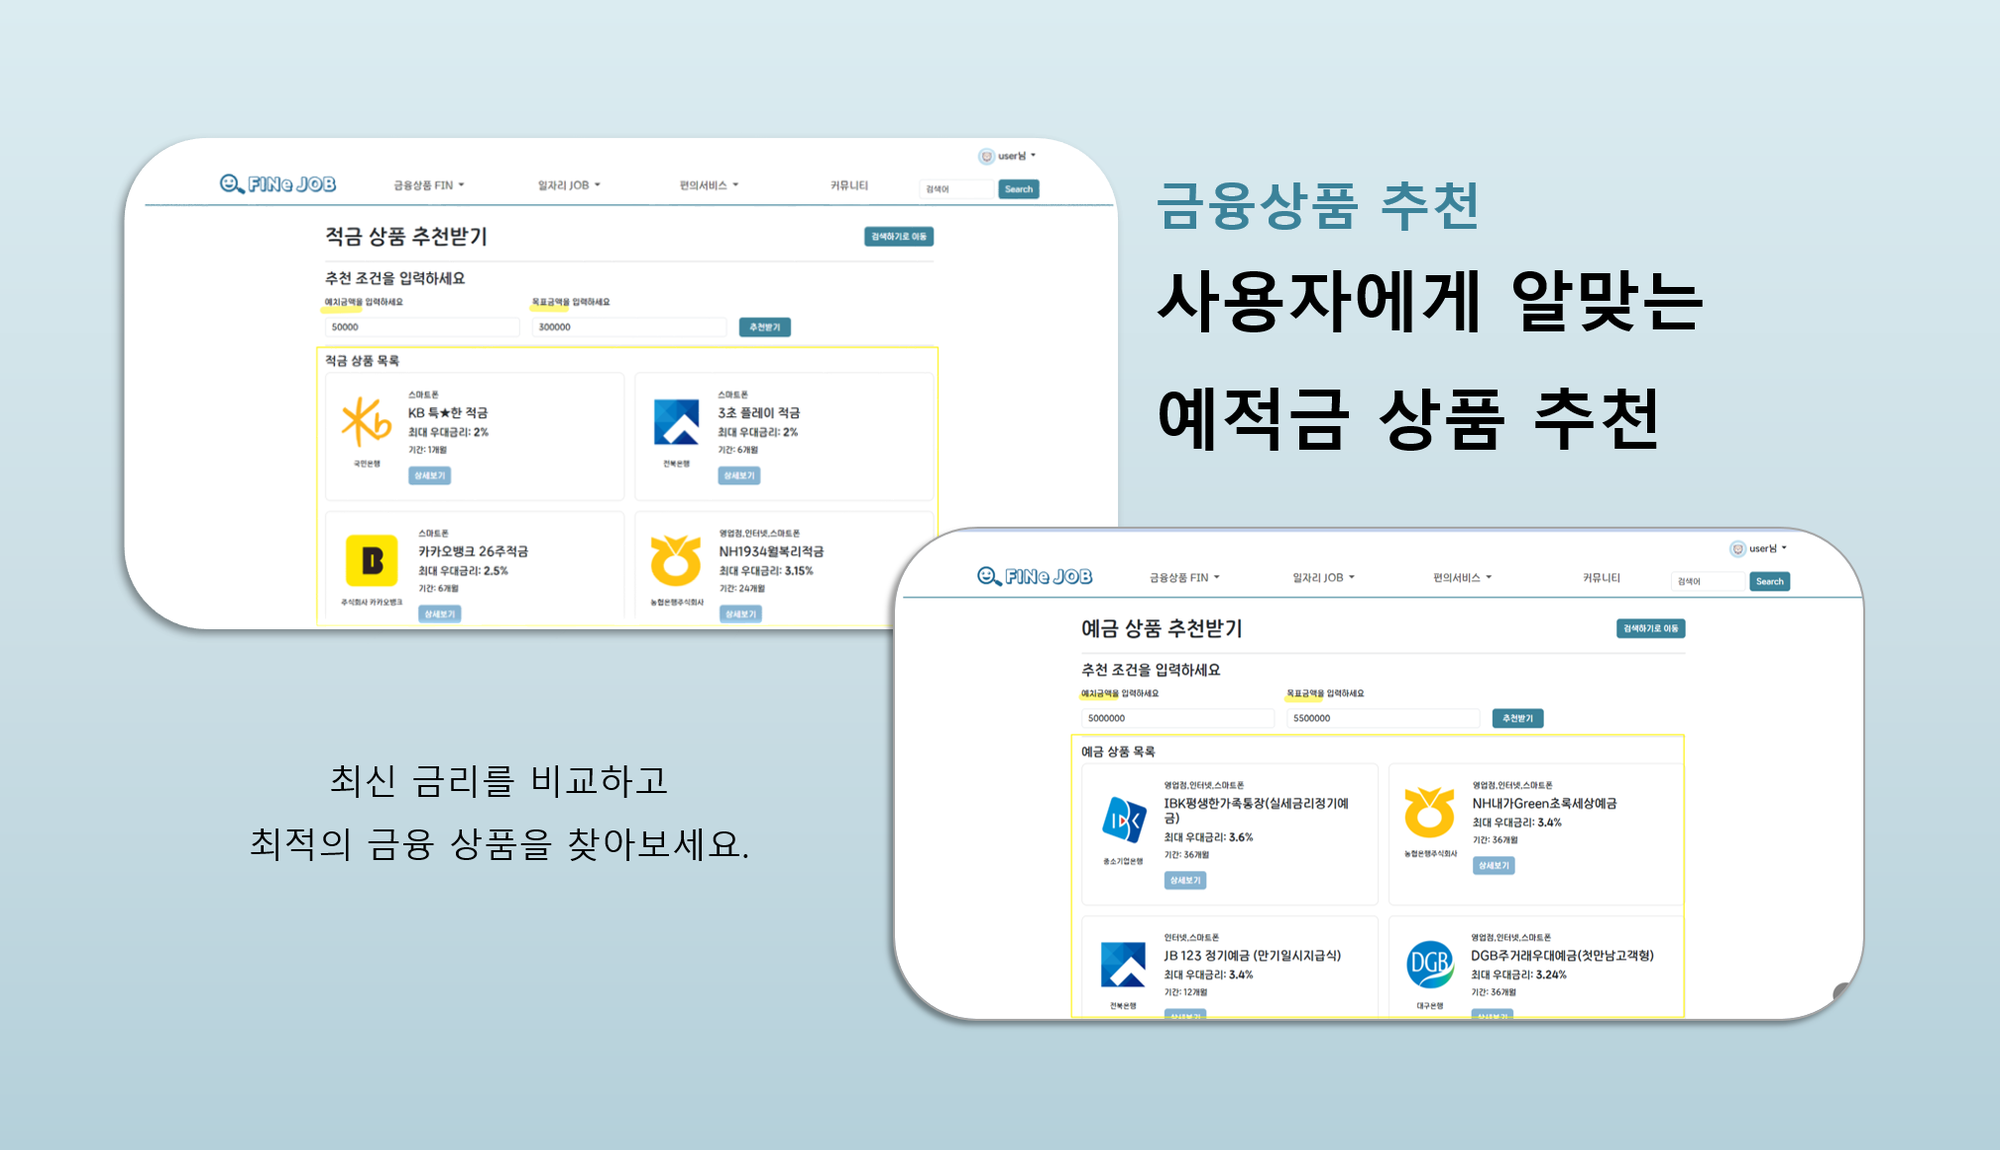 user님
FINe JOB
금융상품 FIN
일자리 JOB
편의서비스
커뮤니티
검색어
Search
적금 상품 추천받기
검색하기로 이동
추천 조건을 입력하세요
예치금액을 입력하세요
목표금액을 입력하세요
50000
300000
추천받기
적금 상품 목록
스마트폰
KB 특★한 적금
최대 우대금리: 2%
기간: 1개월
국민은행
상세보기
스마트폰
3초 플레이 적금
최대 우대금리: 2%
기간: 6개월
전북은행
상세보기
스마트폰
카카오뱅크 26주적금
최대 우대금리: 2.5%
기간: 6개월
주식회사 카카오뱅크
상세보기
영업점,인터넷,스마트폰
NH1934월복리적금
최대 우대금리: 3.15%
기간: 24개월
농협은행주식회사
상세보기
금융상품 추천
사용자에게 알맞는
예적금 상품 추천
user님
FINe JOB
금융상품 FIN
일자리 JOB
편의서비스
커뮤니티
검색어
Search
예금 상품 추천받기
검색하기로 이동
추천 조건을 입력하세요
예치금액을 입력하세요
목표금액을 입력하세요
5000000
5500000
추천받기
예금 상품 목록
영업점,인터넷,스마트폰
IBK평생한가족통장(실세금리정기예
금)
최대 우대금리: 3.6%
기간: 36개월
중소기업은행
상세보기
영업점,인터넷,스마트폰
NH내가Green초록세상예금
최대 우대금리: 3.4%
기간: 36개월
농협은행주식회사
상세보기
인터넷,스마트폰
JB 123 정기예금 (만기일시지급식)
최대 우대금리: 3.4%
기간: 12개월
전북은행
상세보기
영업점,인터넷,스마트폰
DGB주거래우대예금(첫만남고객형)
최대 우대금리: 3.24%
기간: 36개월
DGB
대구은행
상세보기
최신 금리를 비교하고
최적의 금융 상품을 찾아보세요.